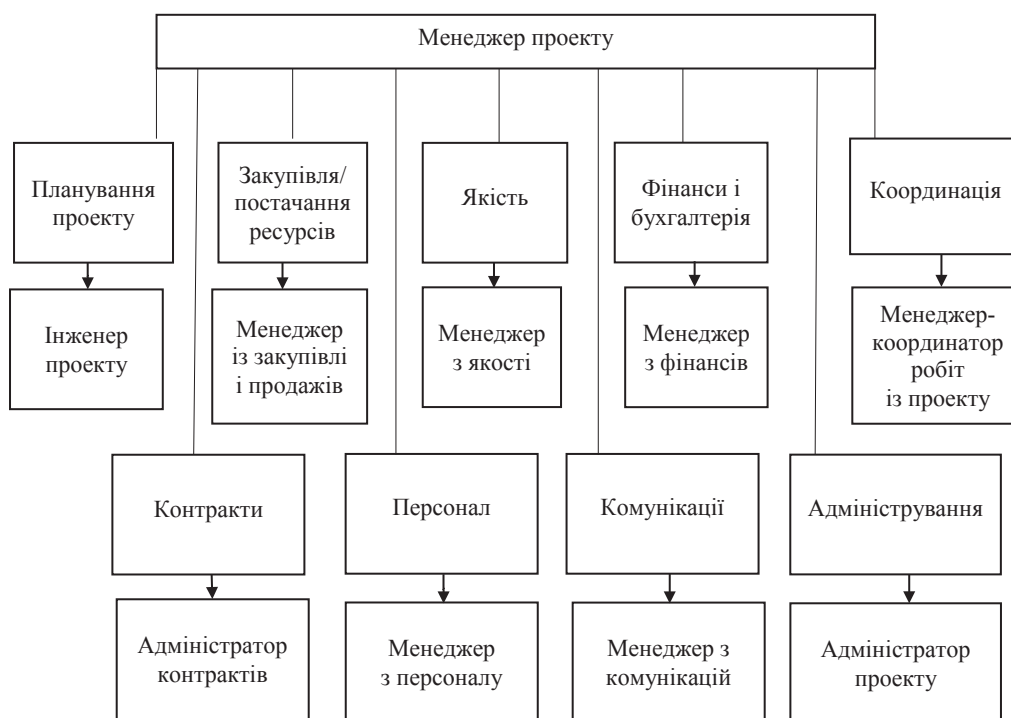 Менеджер проекту
Планування
проекту
Закупівля/
постачання
ресурсів
Якість
Фінанси і
бухгалтерія
Координація
Інженер
проекту
Менеджер
із закупівлі
і продажів
Менеджер
з якості
Менеджер
з фінансів
Менеджер-
координатор
робіт
із проекту
Контракти
Персонал
Комунікації
Адміністрування
Адміністратор
контрактів
Менеджер
з персоналу
Менеджер з
комунікацій
Адміністратор
проекту